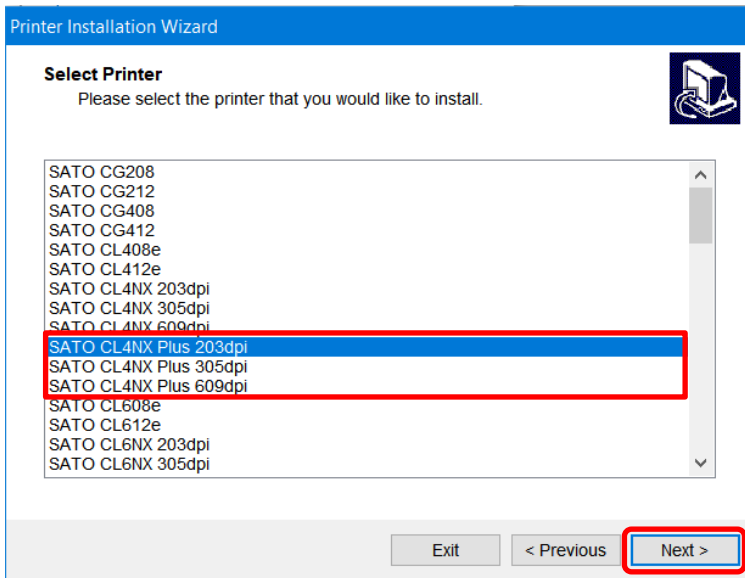 Printer Installation Wizard
Select Printer
Please select the printer that you would like to install.
SATO CG208
SATO CG212
SATO CG408
SATO CG412
SATO CL408e
SATO CL412e
SATO CL4NX 203dpi
SATO CL4NX 305dpi
SATO CL4NX 609dpi
SATO CL4NX Plus 203dpi
SATO CL4NX Plus 305dpi
SATO CL4NX Plus 609dpi
SATO CL608e
SATO CL612e
SATO CL6NX 203dpi
SATO CL6NX 305dpi
Exit
< Previous
Next >